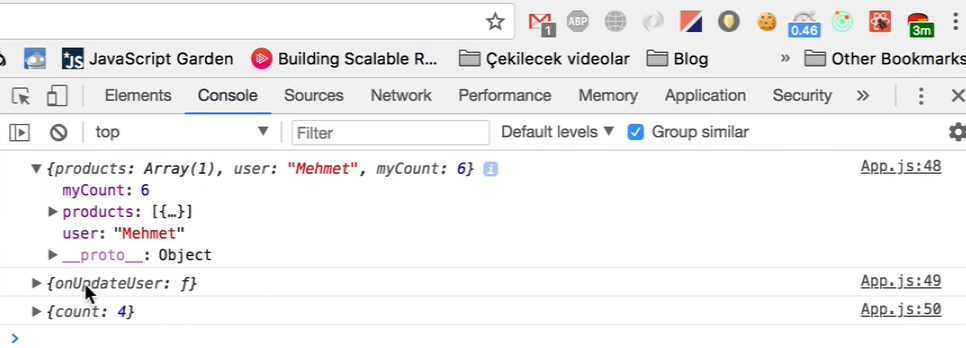 1 ABP 0.46 3m
JS JavaScript Garden Building Scalable R... Çekilecek videolar Blog » Other Bookmarks
Elements Console Sources Network Performance Memory Application Security »
top Filter Default levels Group similar
{products: Array(1), user: "Mehmet", myCount: 6} i App.js:48
myCount: 6
products: [{…}]
user: "Mehmet"
__proto__: Object
{onUpdateUser: ƒ} App.js:49
{count: 4} App.js:50